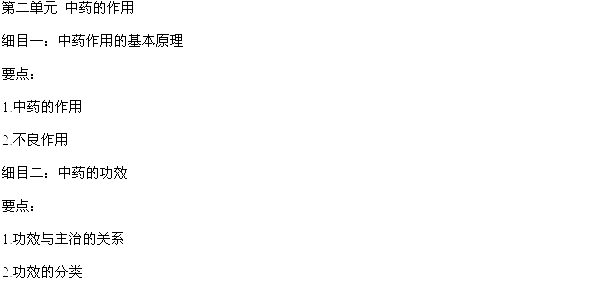 第二单元 中药的作用
细目一：中药作用的基本原理
要点：
1.中药的作用
2.不良作用
细目二：中药的功效
要点：
1.功效与主治的关系
2.功效的分类